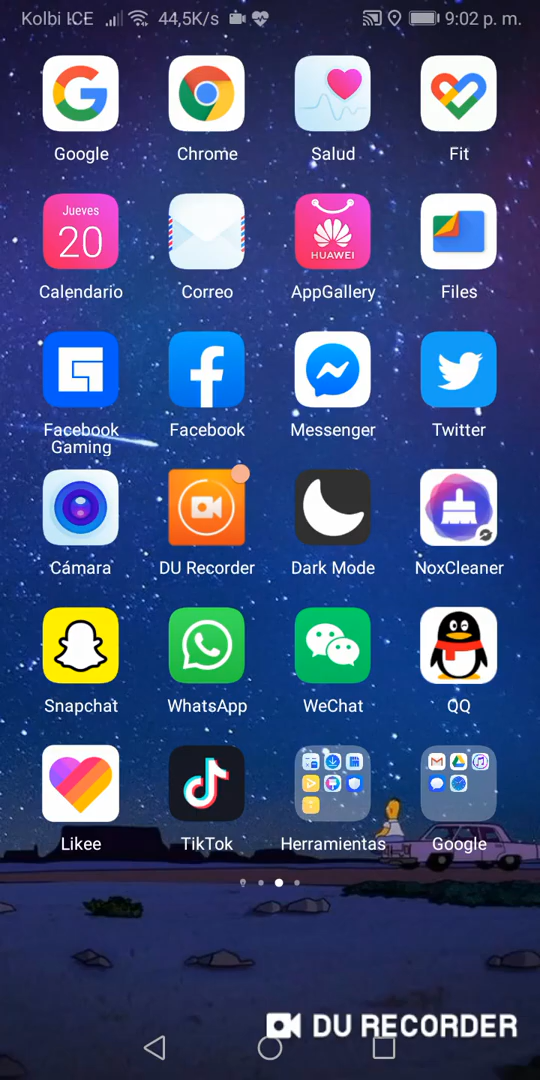 Kolbi ICE 44,5K/s 9:02 p. m.
Google Chrome Salud Fit
Jueves
20
HUAWEI
Calendario Correo AppGallery Files
Facebook Gaming Facebook Messenger Twitter
Cámara DU Recorder Dark Mode NoxCleaner
Snapchat WhatsApp WeChat QQ
Likee TikTok Herramientas Google
DU RECORDER